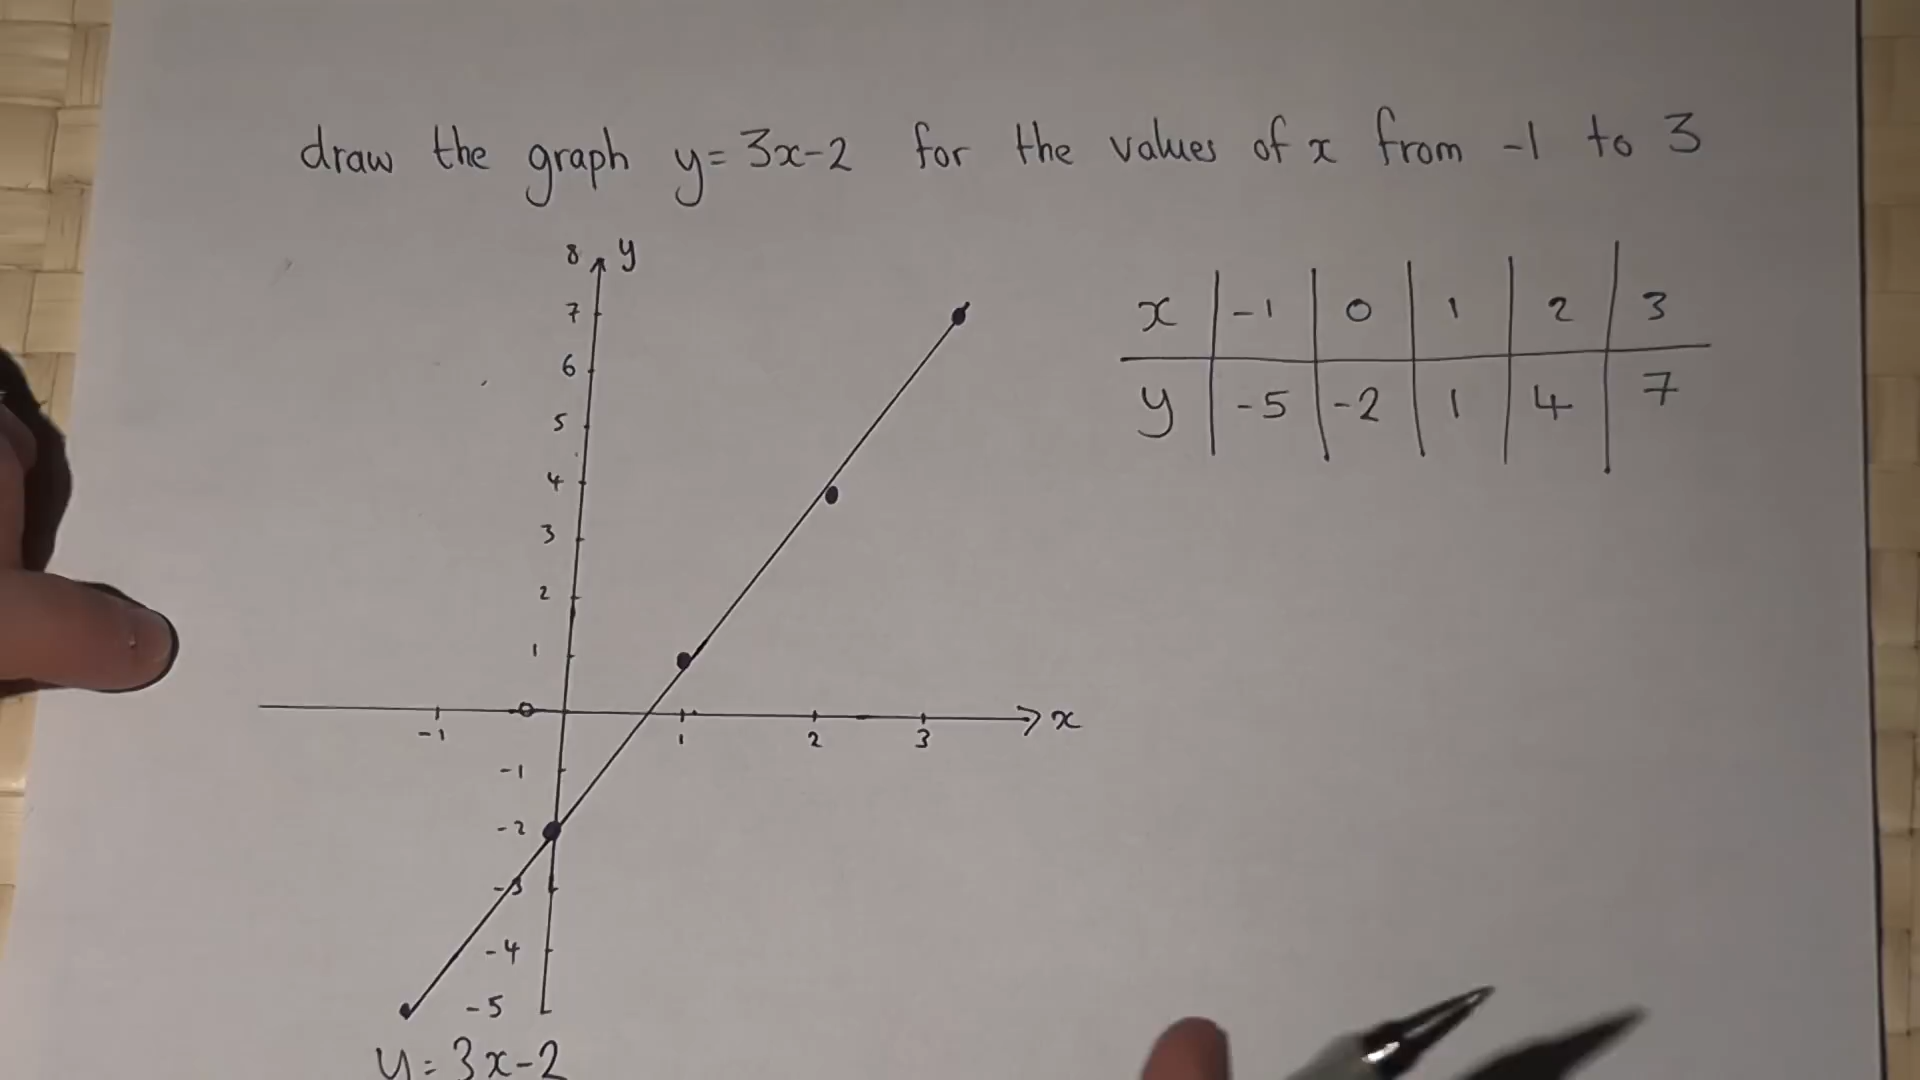 draw the graph y=3x-2 for the values of x from -1 to 3
8 y
7
6
5
4
3
2
1
0
-1 1 2 3 x
-1
-2
-3
-4
-5
y=3x-2
x -1 0 1 2 3
y -5 -2 1 4 7